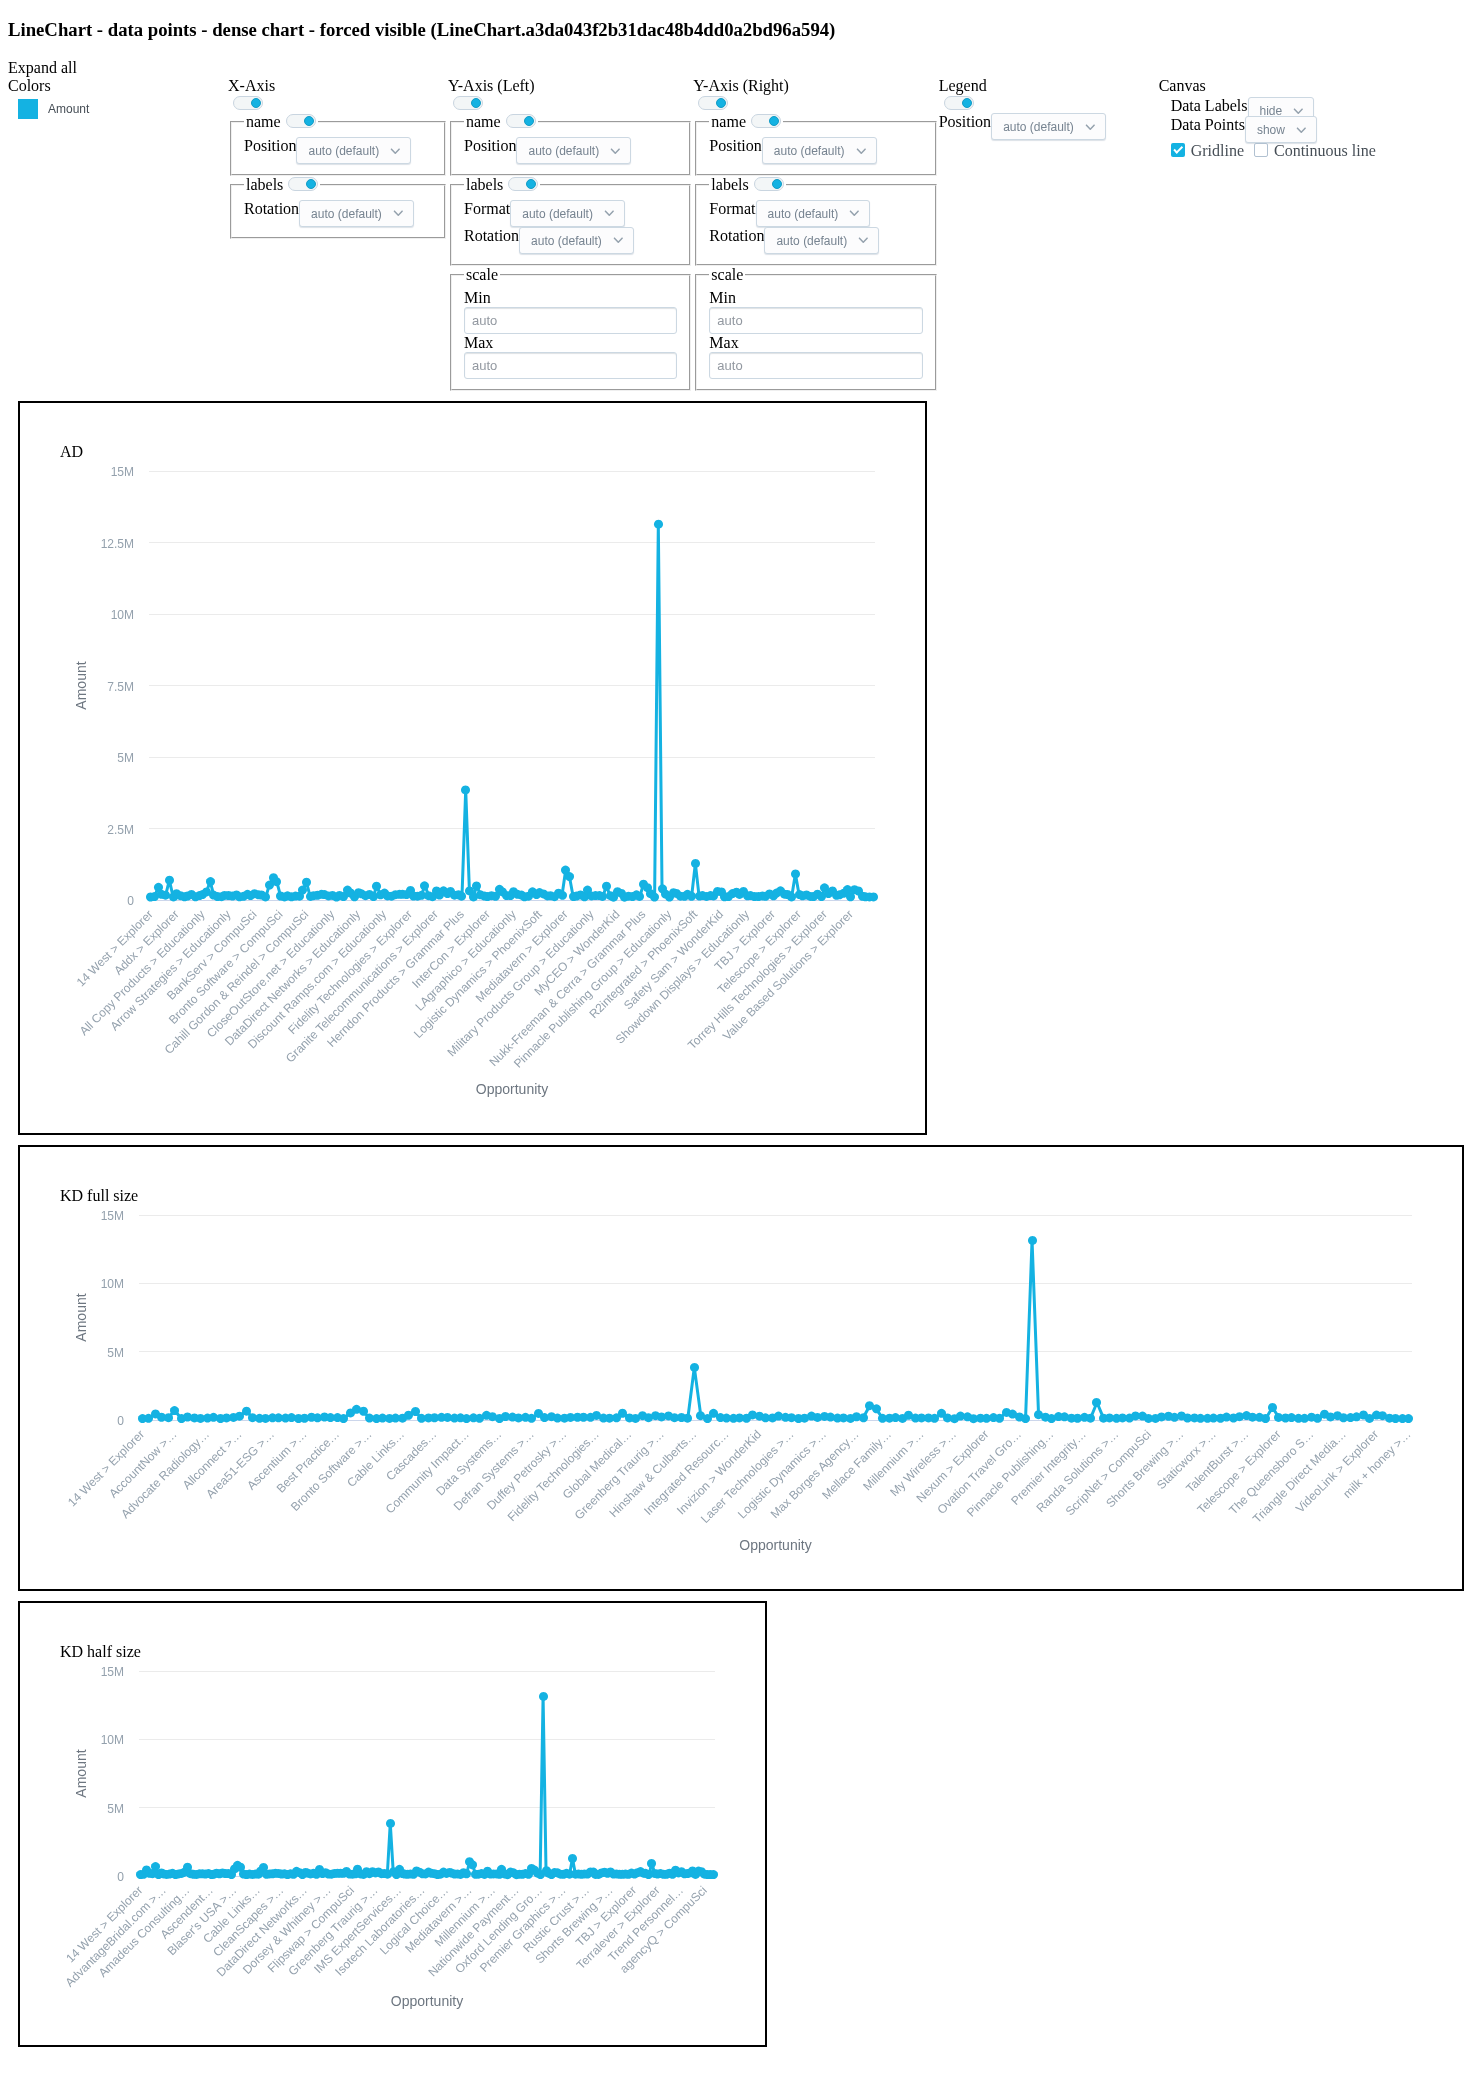 LineChart - data points - dense chart - forced visible (LineChart.a3da043f2b31dac48b4dd0a2bd96a594)
Expand all
Colors
Amount
X-Axis
name
Position auto (default)
labels
Rotation auto (default)
Y-Axis (Left)
name
Position auto (default)
labels
Format auto (default)
Rotation auto (default)
scale
Min
auto
Max
auto
Y-Axis (Right)
name
Position auto (default)
labels
Format auto (default)
Rotation auto (default)
scale
Min
auto
Max
auto
Legend
Position auto (default)
Canvas
Data Labels hide
Data Points show
Gridline Continuous line
AD
15M
12.5M
10M
7.5M
5M
2.5M
0
Amount
14 West > Explorer
Addx > Explorer
All Copy Products > Educationly
Arrow Strategies > Educationly
BankServ > CompuSci
Bronto Software > CompuSci
Cahill Gordon & Reindel > CompuSci
CloseOutStore.net > Educationly
DataDirect Networks > Educationly
Discount Ramps.com > Educationly
Fidelity Technologies > Explorer
Granite Telecommunications > Explorer
Herndon Products > Grammar Plus
InterCon > Explorer
LAgraphico > Educationly
Logistic Dynamics > PhoenixSoft
Mediatavern > Explorer
Military Products Group > Educationly
MyCEO > WonderKid
Nukk-Freeman & Cerra > Grammar Plus
Pinnacle Publishing Group > Educationly
R2integrated > PhoenixSoft
Safety Sam > WonderKid
Showdown Displays > Educationly
TBJ > Explorer
Telescope > Explorer
Torrey Hills Technologies > Explorer
Value Based Solutions > Explorer
Opportunity
KD full size
15M
10M
5M
0
Amount
14 West > Explorer
AccountNow >…
Advocate Radiology…
Allconnect >…
Area51-ESG >…
Ascentium >…
Best Practice…
Bronto Software >…
Cable Links…
Cascades…
Community Impact…
Data Systems…
Defran Systems >…
Duffey Petrosky >…
Fidelity Technologies…
Global Medical…
Greenberg Traurig >…
Hinshaw & Culberts…
Integrated Resourc…
Invizion > WonderKid
Laser Technologies >…
Logistic Dynamics >…
Max Borges Agency…
Mellace Family…
Millennium >…
My Wireless >…
Nexum > Explorer
Ovation Travel Gro…
Pinnacle Publishing…
Premier Integrity…
Randa Solutions >…
ScripNet > CompuSci
Shorts Brewing >…
Staticworx >…
TalentBurst >…
Telescope > Explorer
The Queensboro S…
Triangle Direct Media…
VideoLink > Explorer
milk + honey >…
Opportunity
KD half size
15M
10M
5M
0
Amount
14 West > Explorer
AdvantageBridal.com >…
Amadeus Consulting…
Ascendent…
Blaser's USA >…
Cable Links…
CleanScapes >…
DataDirect Networks…
Dorsey & Whitney >…
Flipswap > CompuSci
Greenberg Traurig >…
IMS ExpertServices…
Isotech Laboratories…
Logical Choice…
Mediatavern >…
Millennium >…
Nationwide Payment…
Oxford Lending Gro…
Premier Graphics >…
Rustic Crust >…
Shorts Brewing >…
TBJ > Explorer
Terralever > Explorer
Trend Personnel…
agencyQ > CompuSci
Opportunity